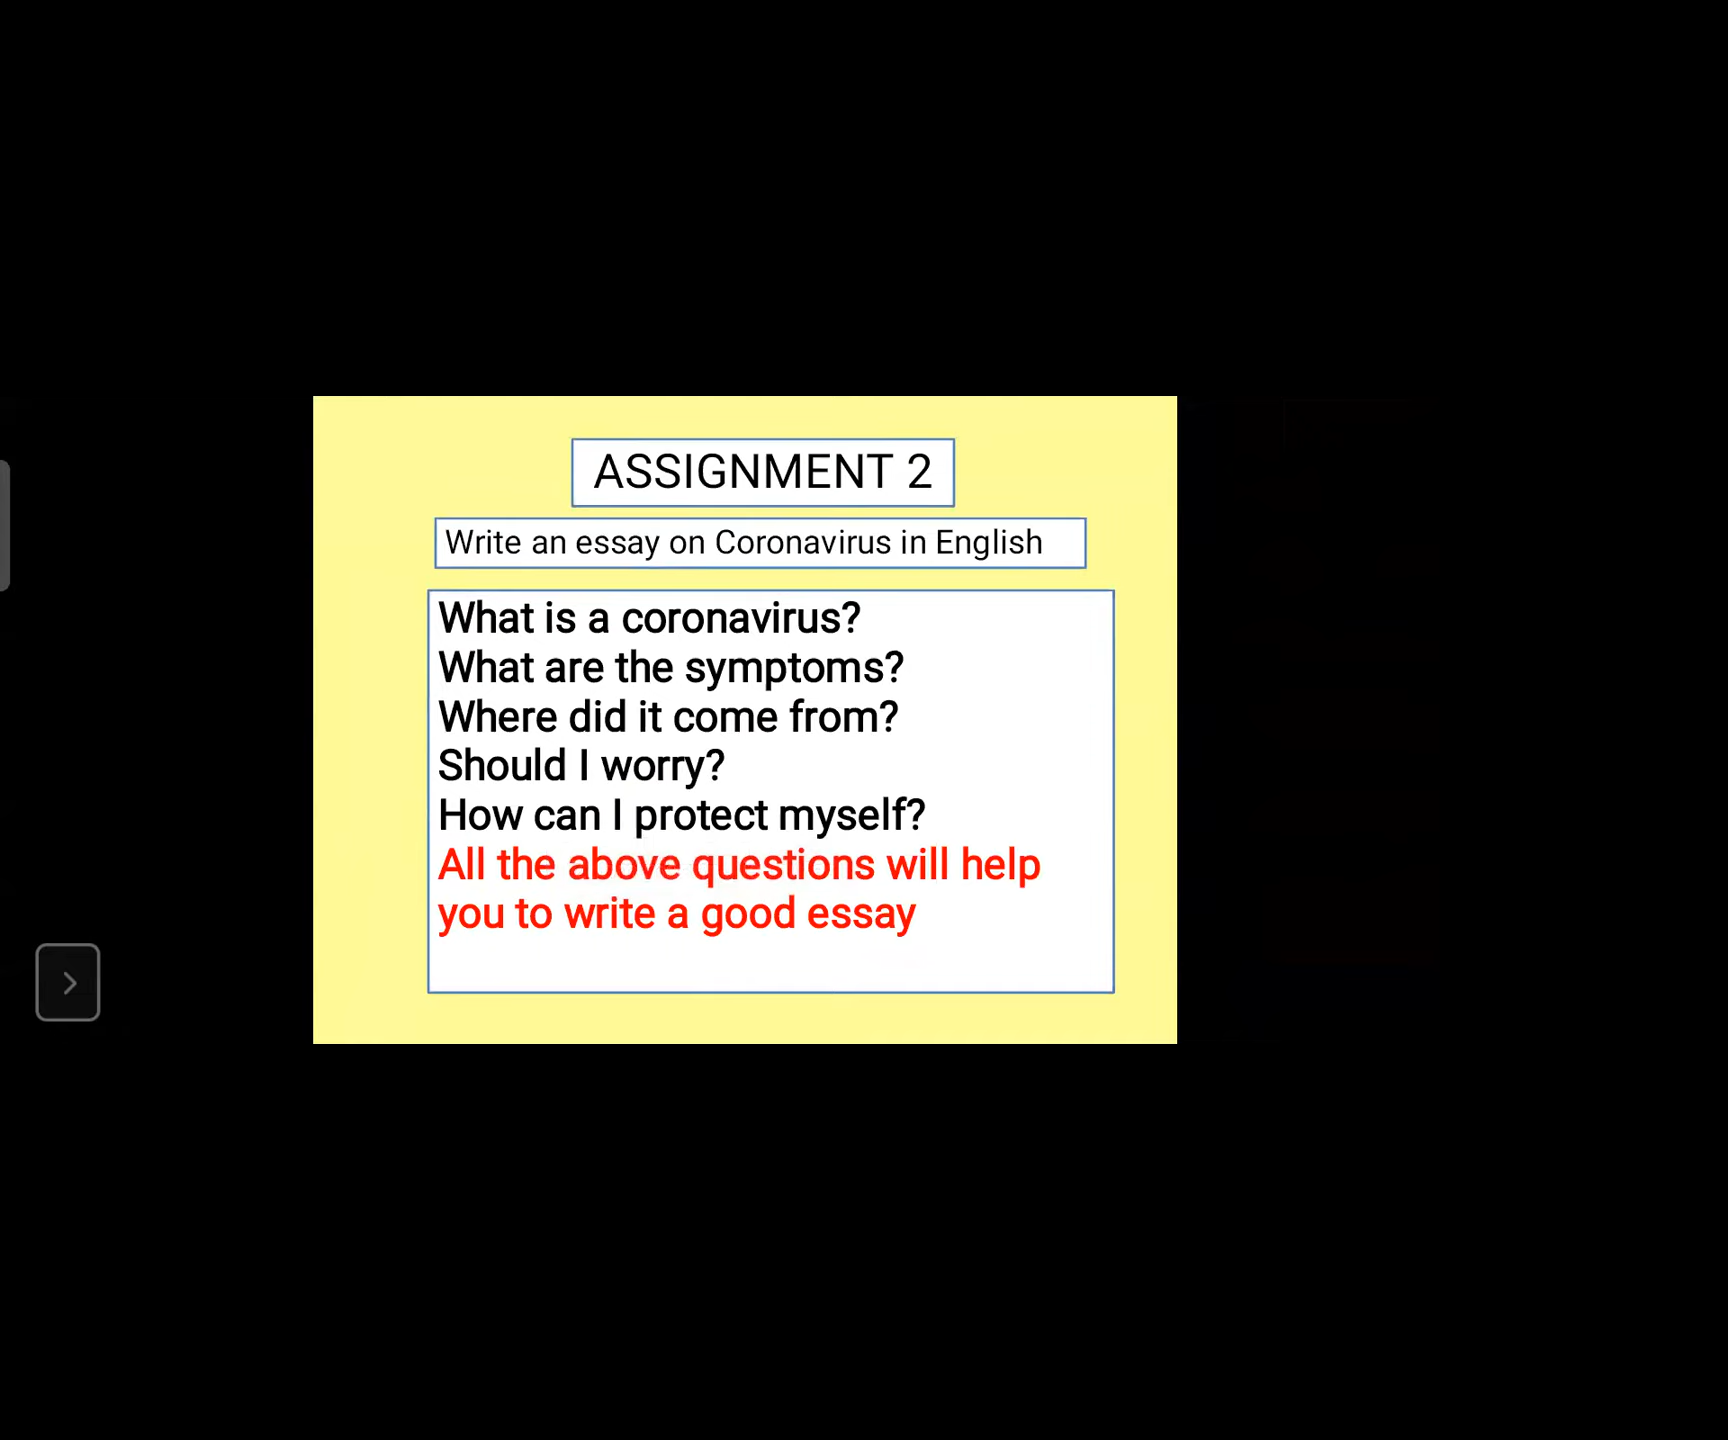 ASSIGNMENT 2
Write an essay on Coronavirus in English
What is a coronavirus?
What are the symptoms?
Where did it come from?
Should I worry?
How can I protect myself?
All the above questions will help
you to write a good essay